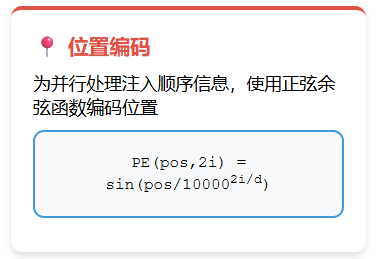 位置编码
为并行处理注入顺序信息，使用正弦余
弦函数编码位置
PE(pos,2i) =
sin(pos/10000^2i/d)